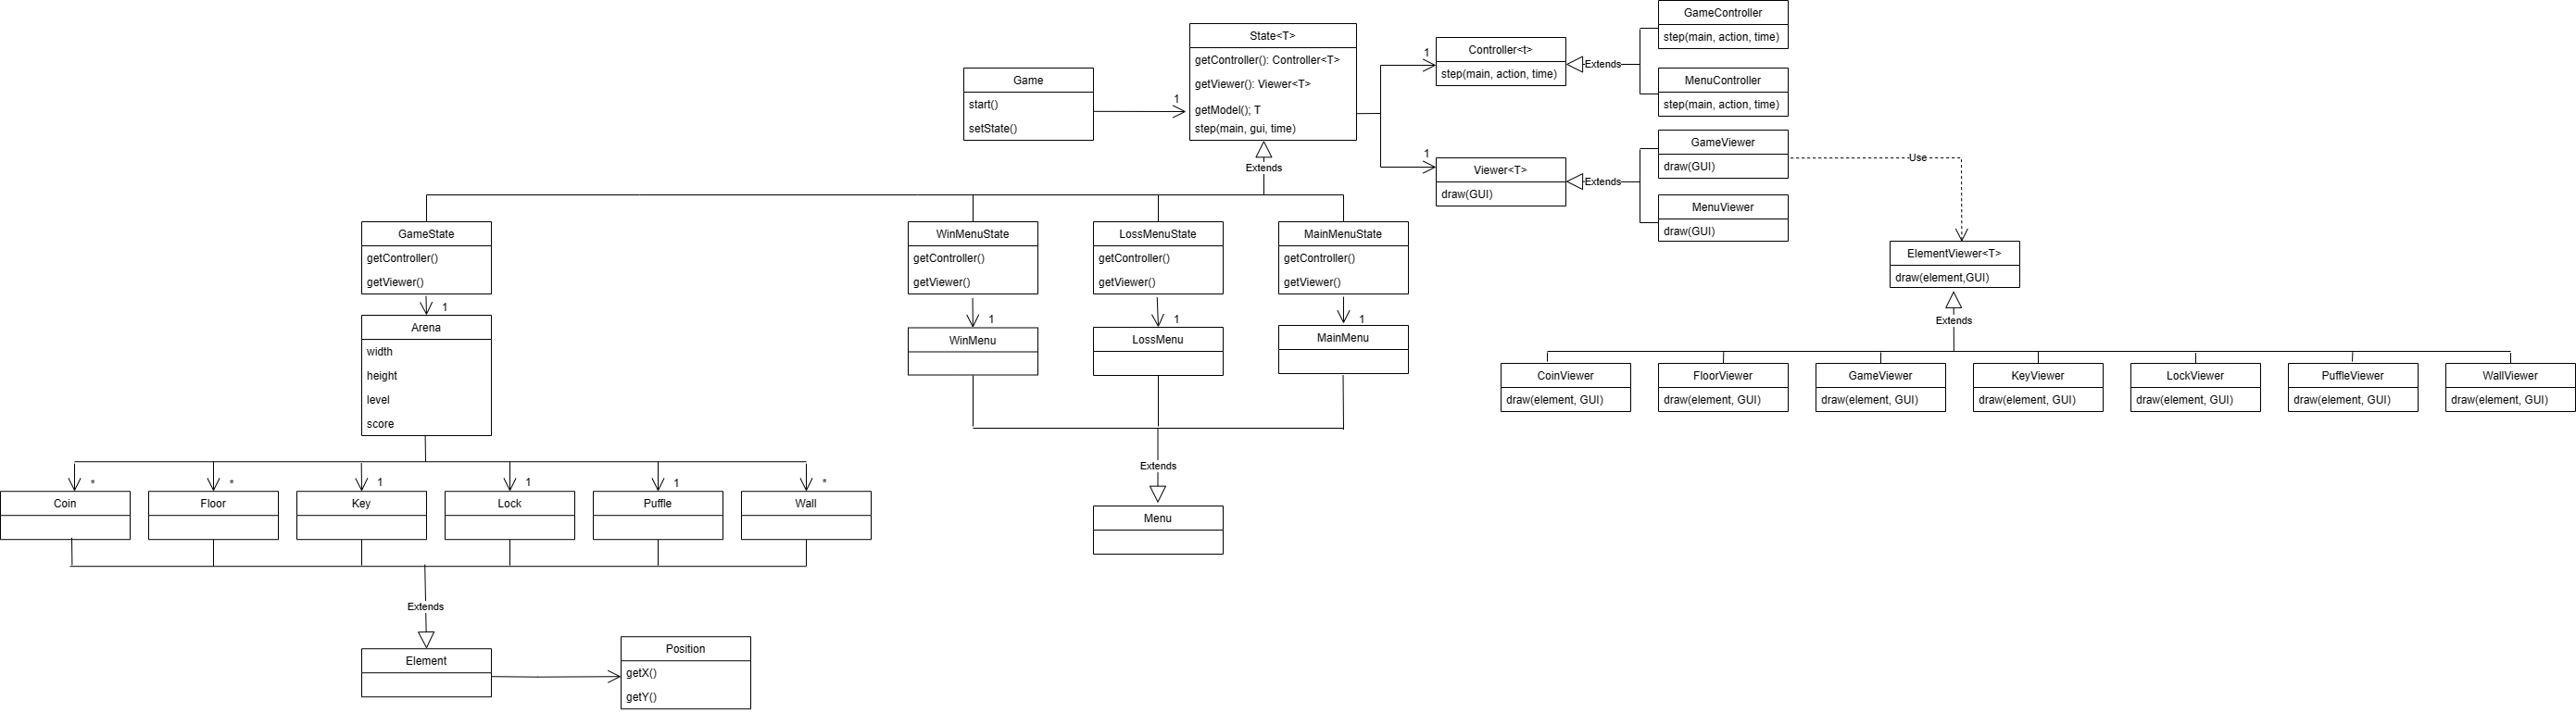 GameController
step(main, action, time)
State<T>
getController(): Controller<T>
getViewer(): Viewer<T>
getModel(); T
step(main, gui, time)
1
Controller<t>
step(main, action, time)
Extends
MenuController
step(main, action, time)
Game
start()
setState()
1
1
Viewer<T>
draw(GUI)
Extends
GameViewer
draw(GUI)
Use
MenuViewer
draw(GUI)
Extends
GameState
getController()
getViewer()
WinMenuState
getController()
getViewer()
LossMenuState
getController()
getViewer()
MainMenuState
getController()
getViewer()
ElementViewer<T>
draw(element,GUI)
Extends
1
Arena
width
height
level
score
1
WinMenu
1
LossMenu
1
MainMenu
CoinViewer
draw(element, GUI)
FloorViewer
draw(element, GUI)
GameViewer
draw(element, GUI)
KeyViewer
draw(element, GUI)
LockViewer
draw(element, GUI)
PuffleViewer
draw(element, GUI)
WallViewer
draw(element, GUI)
Extends
Menu
*
Coin
*
Floor
1
Key
1
Lock
1
Puffle
*
Wall
Extends
Element
Position
getX()
getY()